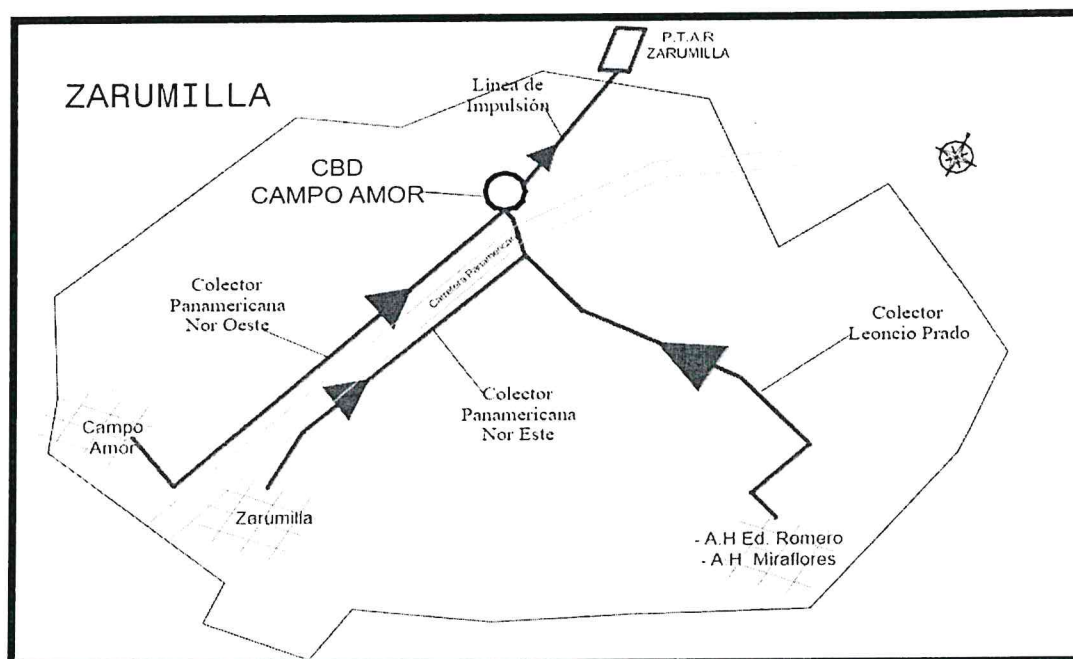 P.T.A.R
ZARUMILLA
ZARUMILLA
Linea de
Impulsión
CBD
CAMPO AMOR
Carretera Panamericana
Colector
Panamericana
Nor Oeste
Colector
Leoncio Prado
Colector
Panamericana
Nor Este
Campo
Amor
Zarumilla
- A.H Ed. Romero
- A.H Miraflores